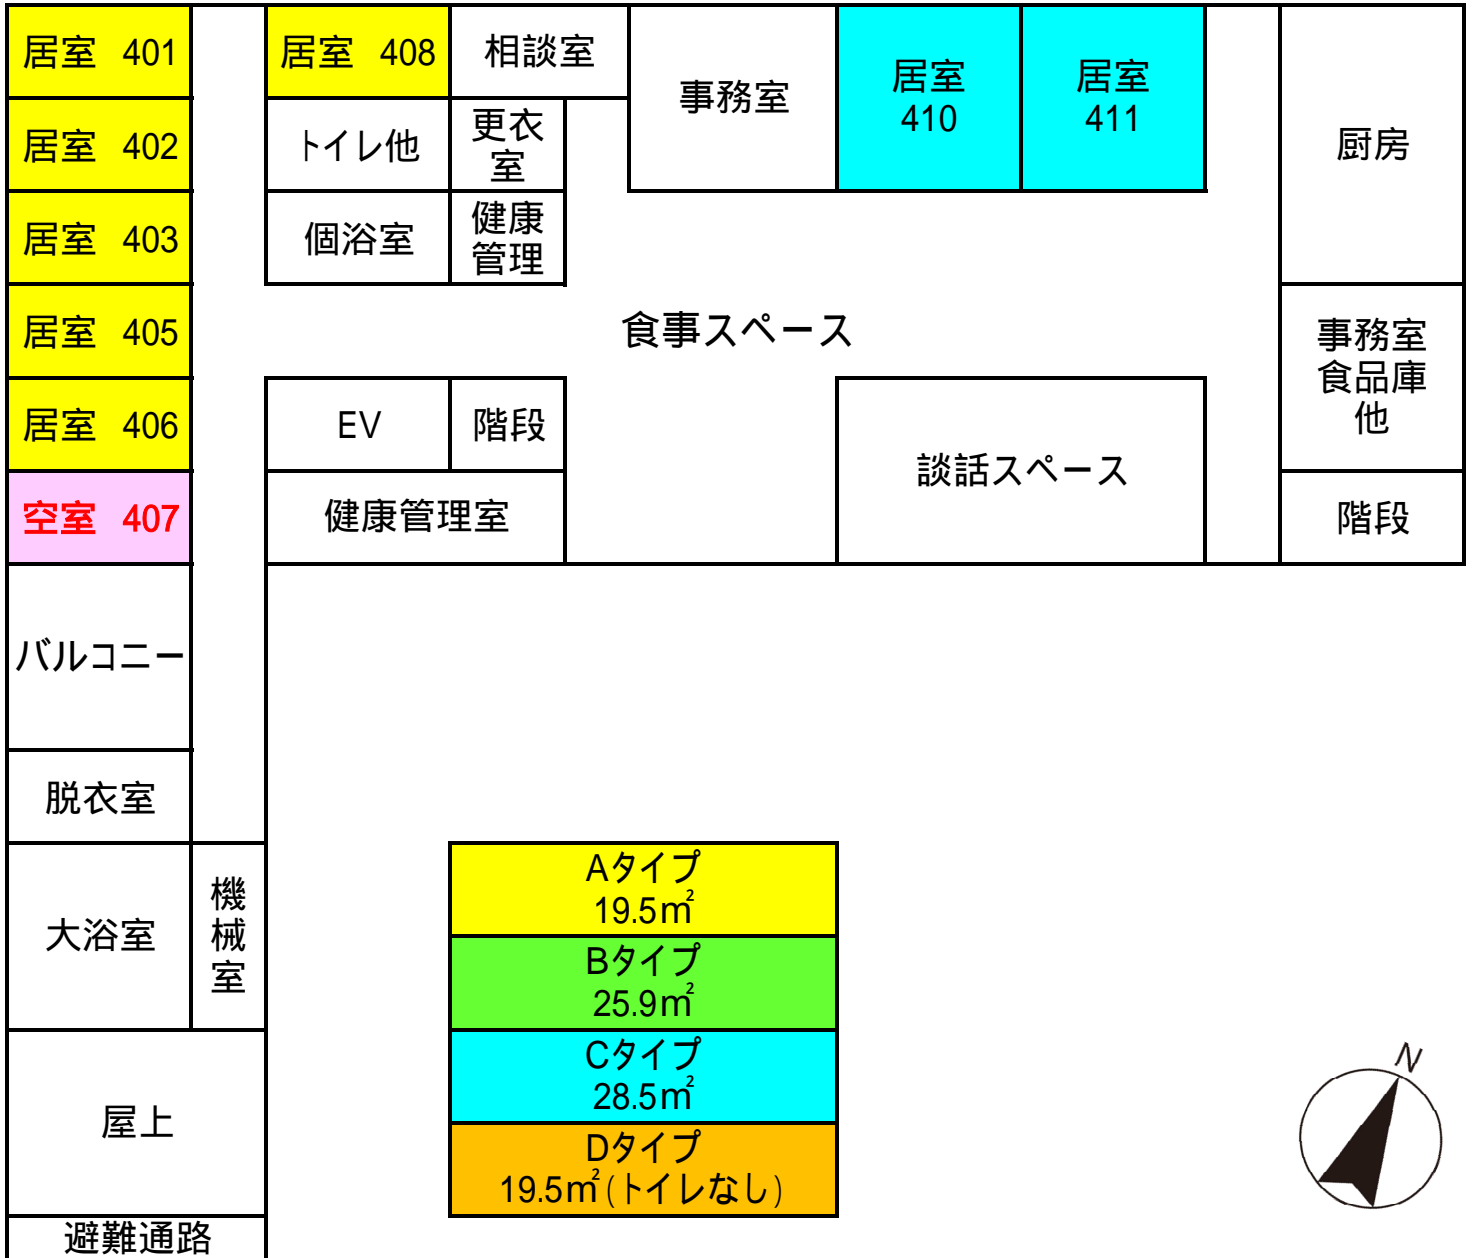 居室 401
居室 408
相談室
事務室
居室
410
居室
411
厨房
居室 402
トイレ他
更衣
室
居室 403
個浴室
健康
管理
居室 405
食事スペース
事務室
食品庫
他
居室 406
EV
階段
談話スペース
空室 407
健康管理室
階段
バルコニー
脱衣室
大浴室
機
械
室
Aタイプ
19.5㎡
Bタイプ
25.9㎡
Cタイプ
28.5㎡
Dタイプ
19.5㎡(トイレなし)
屋上
避難通路
N